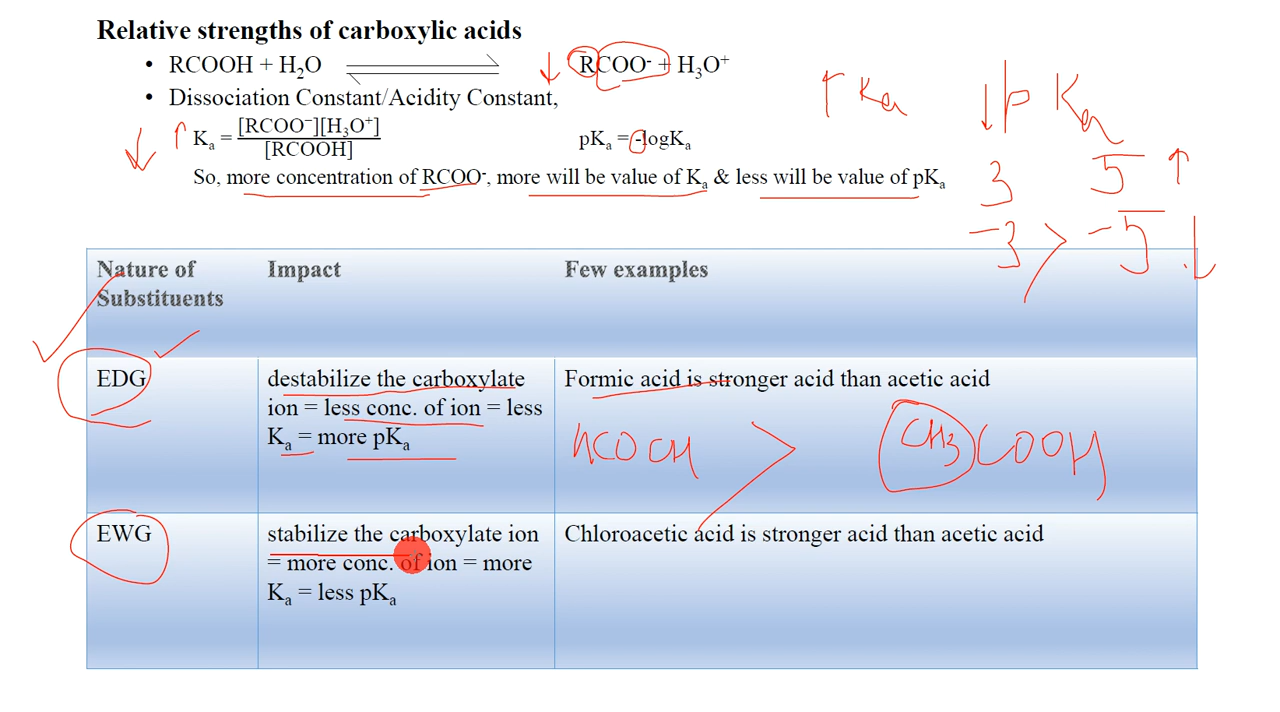 Relative strengths of carboxylic acids
• RCOOH + H₂O ⇌ RCOO⁻ + H₃O⁺
• Dissociation Constant/Acidity Constant,
Kₐ = [RCOO⁻][H₃O⁺] / [RCOOH] pKₐ = -logKₐ
So, more concentration of RCOO⁻, more will be value of Kₐ & less will be value of pKₐ
↑ Ka ↓ pKa
3 5 ↑
-3 > -5 ↓
Nature of Substituents
Impact
Few examples
EDG
destabilize the carboxylate
ion = less conc. of ion = less
Kₐ = more pKₐ
Formic acid is stronger acid than acetic acid
HCOOH > CH3COOH
EWG
stabilize the carboxylate ion
= more conc. of ion = more
Kₐ = less pKₐ
Chloroacetic acid is stronger acid than acetic acid